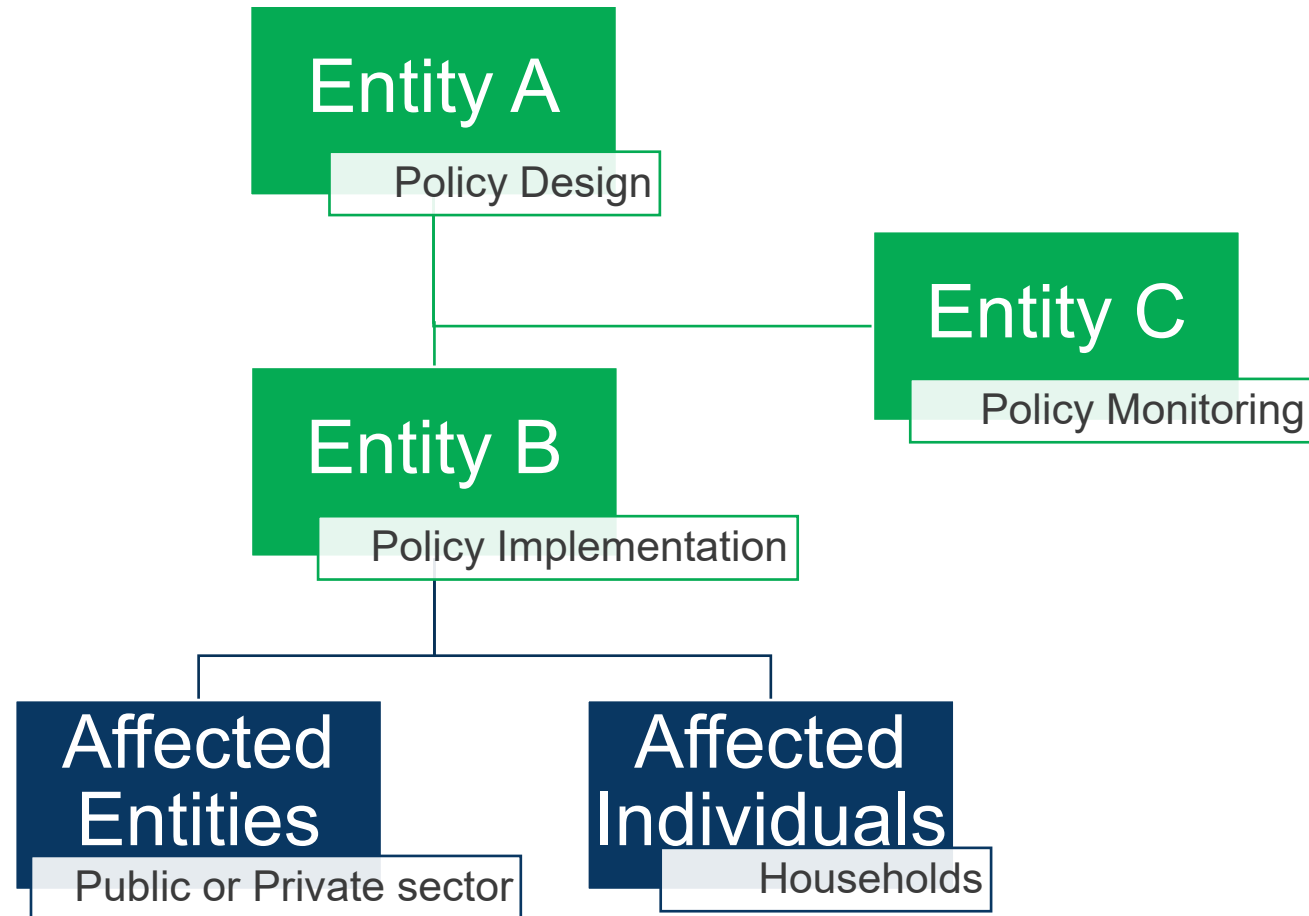 Entity A
Policy Design
Entity C
Policy Monitoring
Entity B
Policy Implementation
Affected
Entities
Public or Private sector
Affected
Individuals
Households